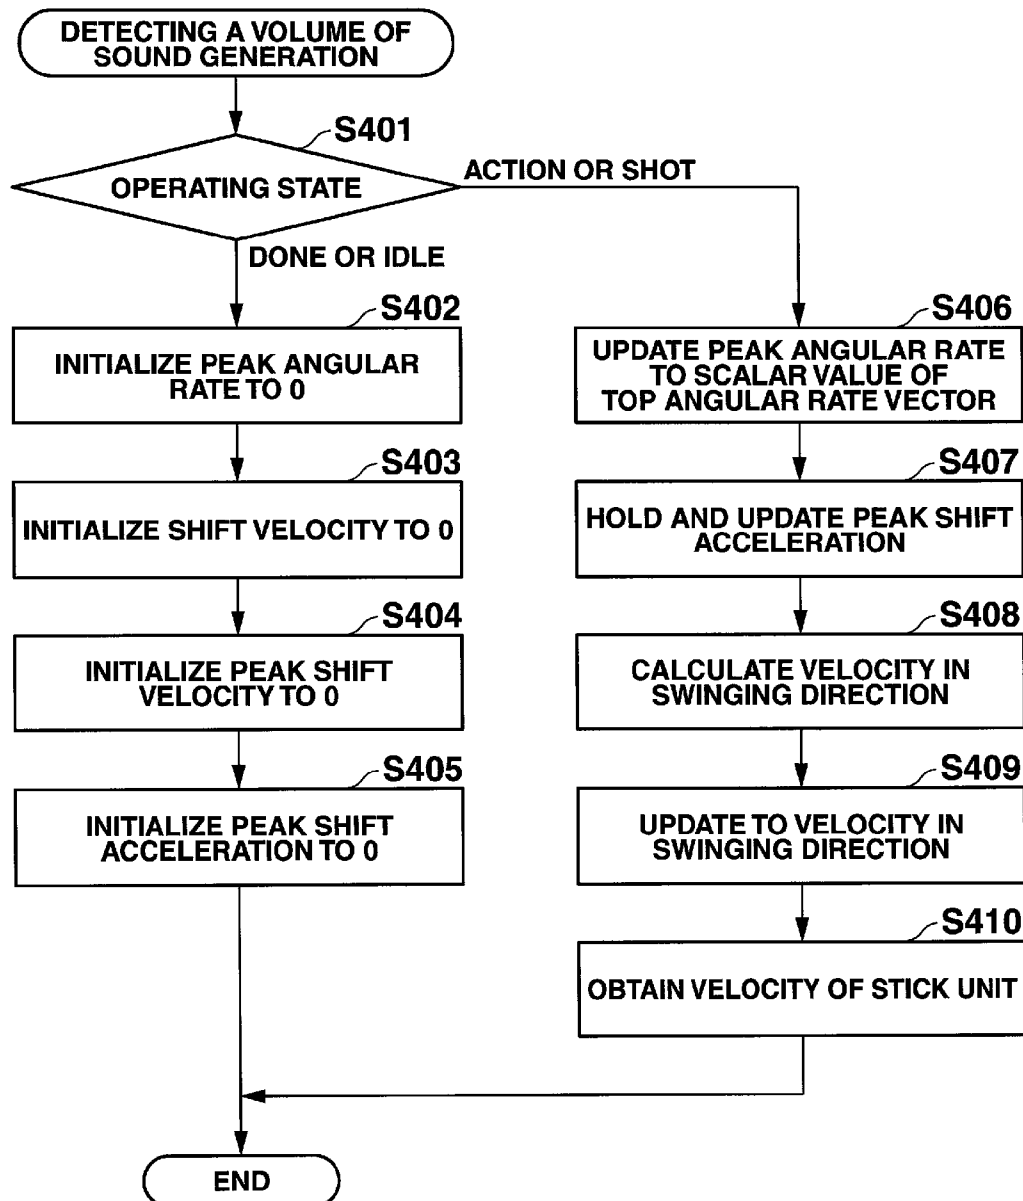 DETECTING A VOLUME OF
SOUND GENERATION
S401
OPERATING STATE
ACTION OR SHOT
DONE OR IDLE
S402
INITIALIZE PEAK ANGULAR
RATE TO 0
S403
INITIALIZE SHIFT VELOCITY TO 0
S404
INITIALIZE PEAK SHIFT
VELOCITY TO 0
S405
INITIALIZE PEAK SHIFT
ACCELERATION TO 0
S406
UPDATE PEAK ANGULAR RATE
TO SCALAR VALUE OF
TOP ANGULAR RATE VECTOR
S407
HOLD AND UPDATE PEAK SHIFT
ACCELERATION
S408
CALCULATE VELOCITY IN
SWINGING DIRECTION
S409
UPDATE TO VELOCITY IN
SWINGING DIRECTION
S410
OBTAIN VELOCITY OF STICK UNIT
END